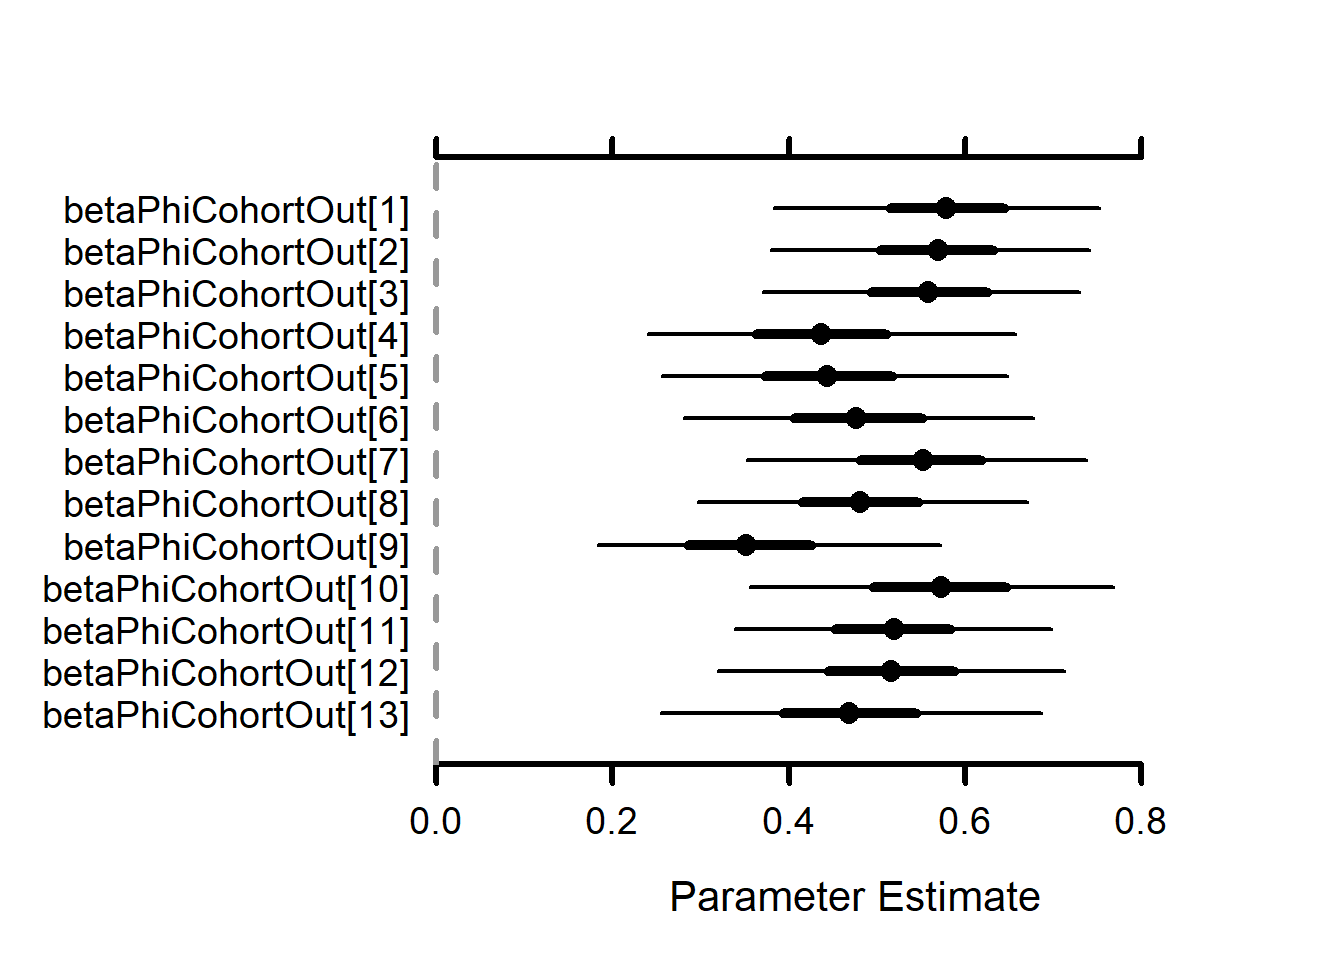 betaPhiCohortOut[1]
betaPhiCohortOut[2]
betaPhiCohortOut[3]
betaPhiCohortOut[4]
betaPhiCohortOut[5]
betaPhiCohortOut[6]
betaPhiCohortOut[7]
betaPhiCohortOut[8]
betaPhiCohortOut[9]
betaPhiCohortOut[10]
betaPhiCohortOut[11]
betaPhiCohortOut[12]
betaPhiCohortOut[13]
0.0 0.2 0.4 0.6 0.8
Parameter Estimate